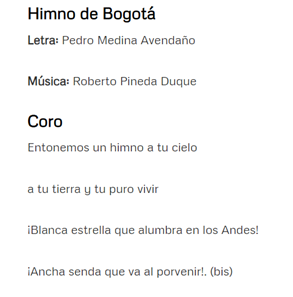 Himno de Bogotá
Letra: Pedro Medina Avendaño
Música: Roberto Pineda Duque
Coro
Entonemos un himno a tu cielo
a tu tierra y tu puro vivir
¡Blanca estrella que alumbra en los Andes!
¡Ancha senda que va al porvenir!. (bis)